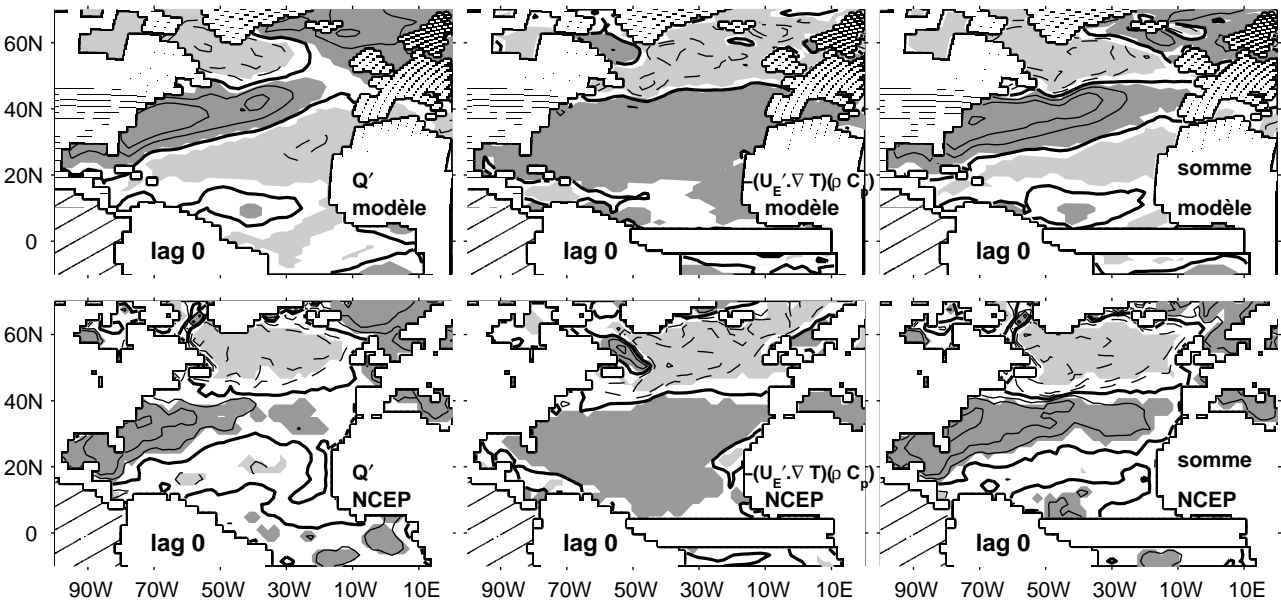 60N
40N
20N
0
Q′
modèle
lag 0
−(U_E′.∇ T)(ρ C_p)
modèle
lag 0
somme
modèle
lag 0
60N
40N
20N
0
Q′
NCEP
lag 0
−(U_E′.∇ T)(ρ C_p)
NCEP
lag 0
somme
NCEP
lag 0
90W 70W 50W 30W 10W 10E 90W 70W 50W 30W 10W 10E 90W 70W 50W 30W 10W 10E